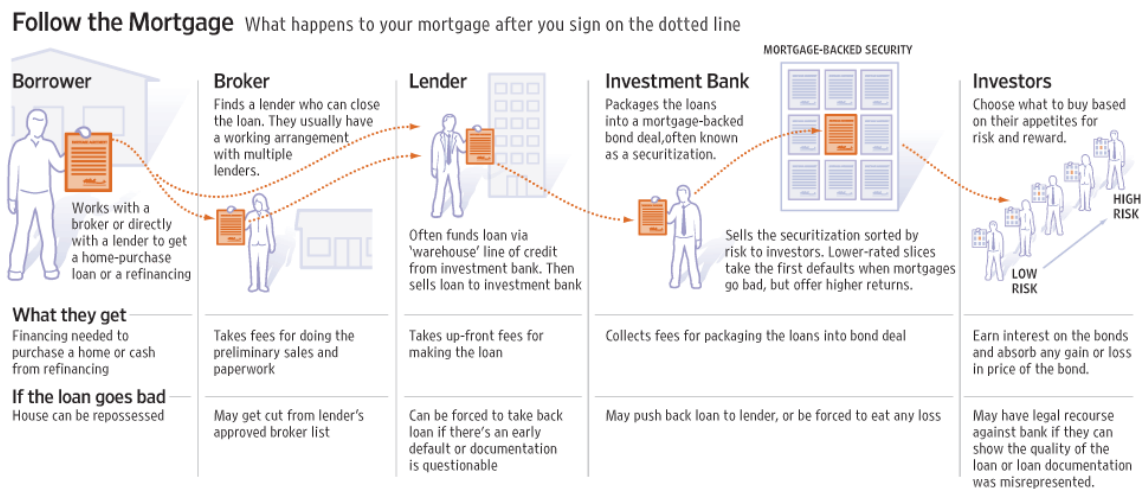 Follow the Mortgage What happens to your mortgage after you sign on the dotted line
Borrower
Works with a
broker or directly
with a lender to get
a home-purchase
loan or a refinancing
Broker
Finds a lender who can close
the loan. They usually have
a working arrangement
with multiple
lenders.
Lender
Often funds loan via
‘warehouse’ line of credit
from investment bank. Then
sells loan to investment bank
Investment Bank
Packages the loans
into a mortgage-backed
bond deal,often known
as a securitization.
MORTGAGE-BACKED SECURITY
Sells the securitization sorted by
risk to investors. Lower-rated slices
take the first defaults when mortgages
go bad, but offer higher returns.
Investors
Choose what to buy based
on their appetites for
risk and reward.
HIGH
RISK
LOW
RISK
What they get
Financing needed to
purchase a home or cash
from refinancing
Takes fees for doing the
preliminary sales and
paperwork
Takes up-front fees for
making the loan
Collects fees for packaging the loans into bond deal
Earn interest on the bonds
and absorb any gain or loss
in price of the bond.
If the loan goes bad
House can be repossessed
May get cut from lender’s
approved broker list
Can be forced to take back
loan if there’s an early
default or documentation
is questionable
May push back loan to lender, or be forced to eat any loss
May have legal recourse
against bank if they can
show the quality of the
loan or loan documentation
was misrepresented.